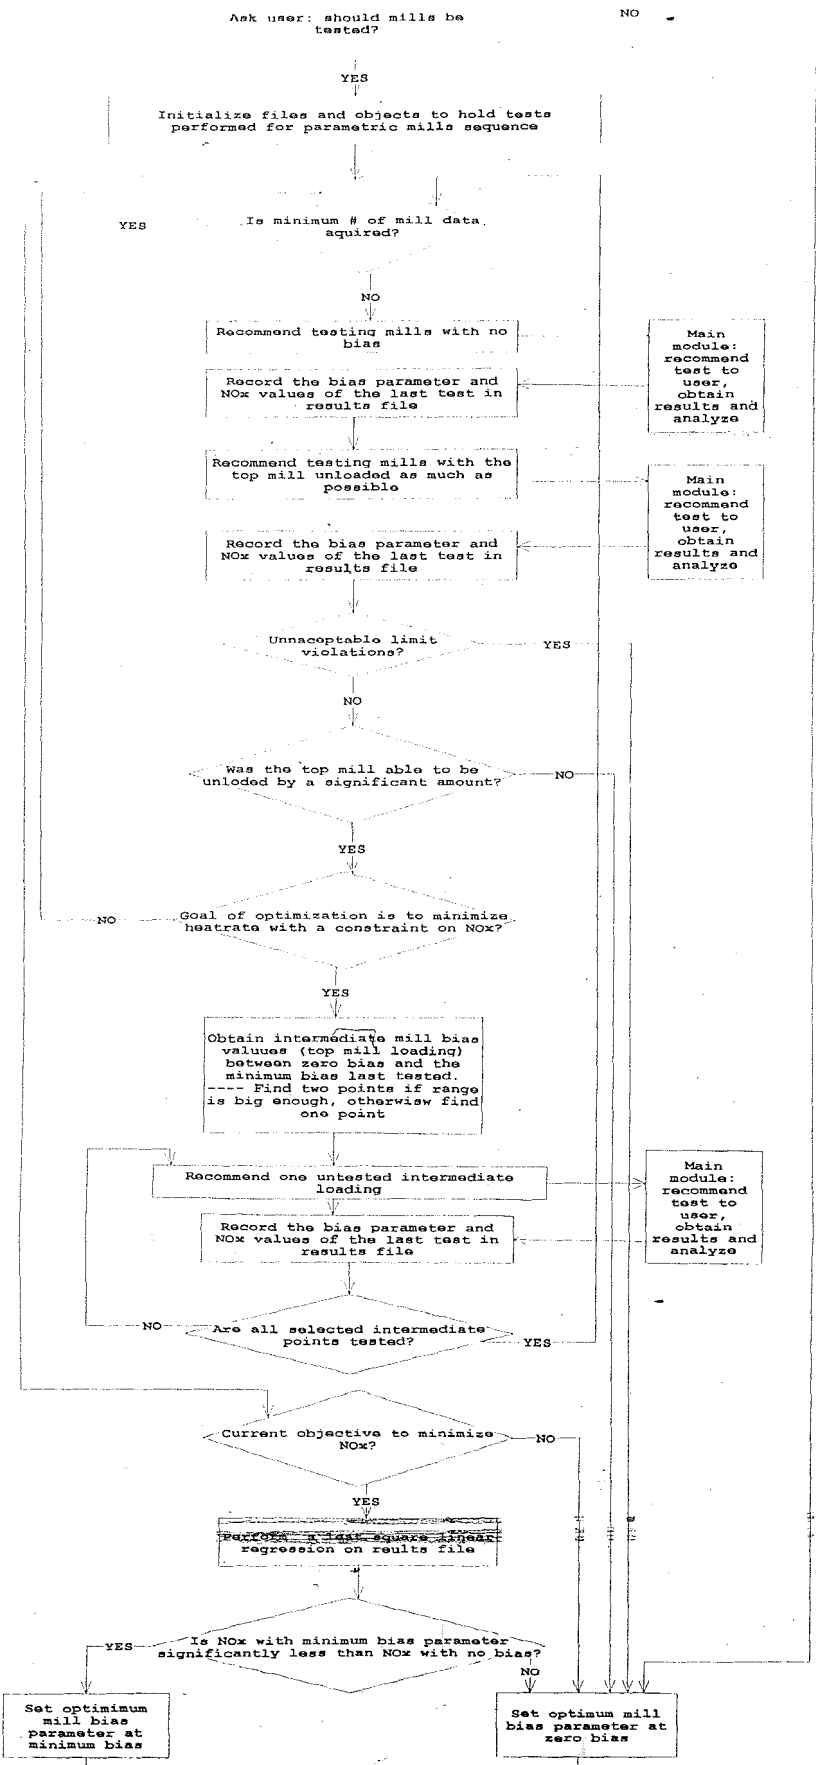 Ask user: should mills be
tested?
NO
YES
Initialize files and objects to hold tests
performed for parametric mills sequence
YES
Is minimum # of mill data
aquired?
NO
Recommend testing mills with no
bias
Main
module:
recommend
test to
user,
obtain
results and
analyze
Record the bias parameter and
NOx values of the last test in
results file
Recommend testing mills with the
top mill unloaded as much as
possible
Main
module:
recommend
test to
user,
obtain
results and
analyze
Record the bias parameter and
NOx values of the last test in
results file
Unnacoptable limit
violations?
YES
NO
Was the top mill able to be
unloded by a significant amount?
NO
YES
NO
Goal of optimization is to minimize
heatrate with a constraint on NOx?
YES
Obtain intermediate mill bias
valuues (top mill loading)
between zero bias and the
minimum bias last tested.
---- Find two points if range
is big enough, otherwisw find
one point
Recommend one untested intermediate
loading
Main
module:
recommend
test to
user,
obtain
results and
analyze
Record the bias parameter and
NOx values of the last test in
results file
NO
Are all selected intermediate
points tested?
YES
Current objective to minimize
NOx?
NO
YES
Perform a last square linear
regression on reults file
YES
Is NOx with minimum bias parameter
significantly less than NOx with no bias?
NO
Set optimimum
mill bias
parameter at
minimum bias
Set optimum mill
bias parameter at
zero bias